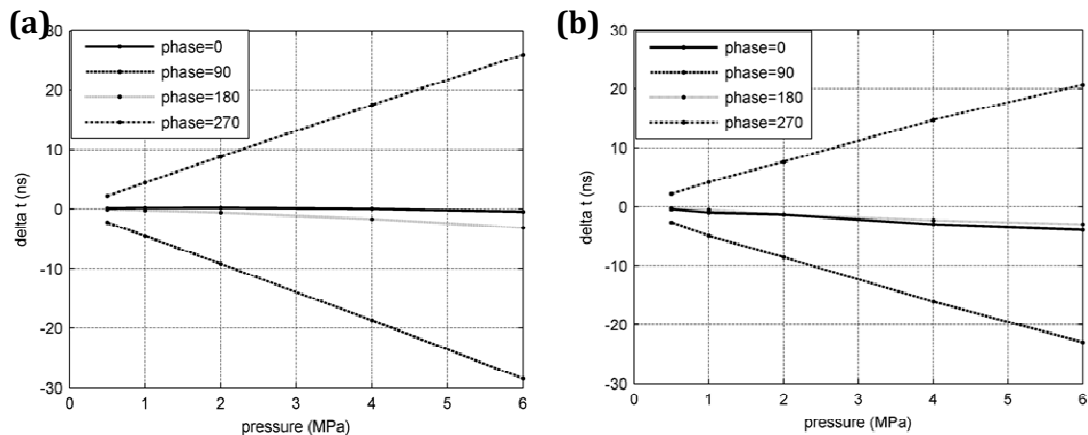 (a)
30
20
10
0
-10
-20
-30
delta t (ns)
phase=0
phase=90
phase=180
phase=270
0 1 2 3 4 5 6
pressure (MPa)
(b)
30
20
10
0
-10
-20
-30
delta t (ns)
phase=0
phase=90
phase=180
phase=270
0 1 2 3 4 5 6
pressure (MPa)